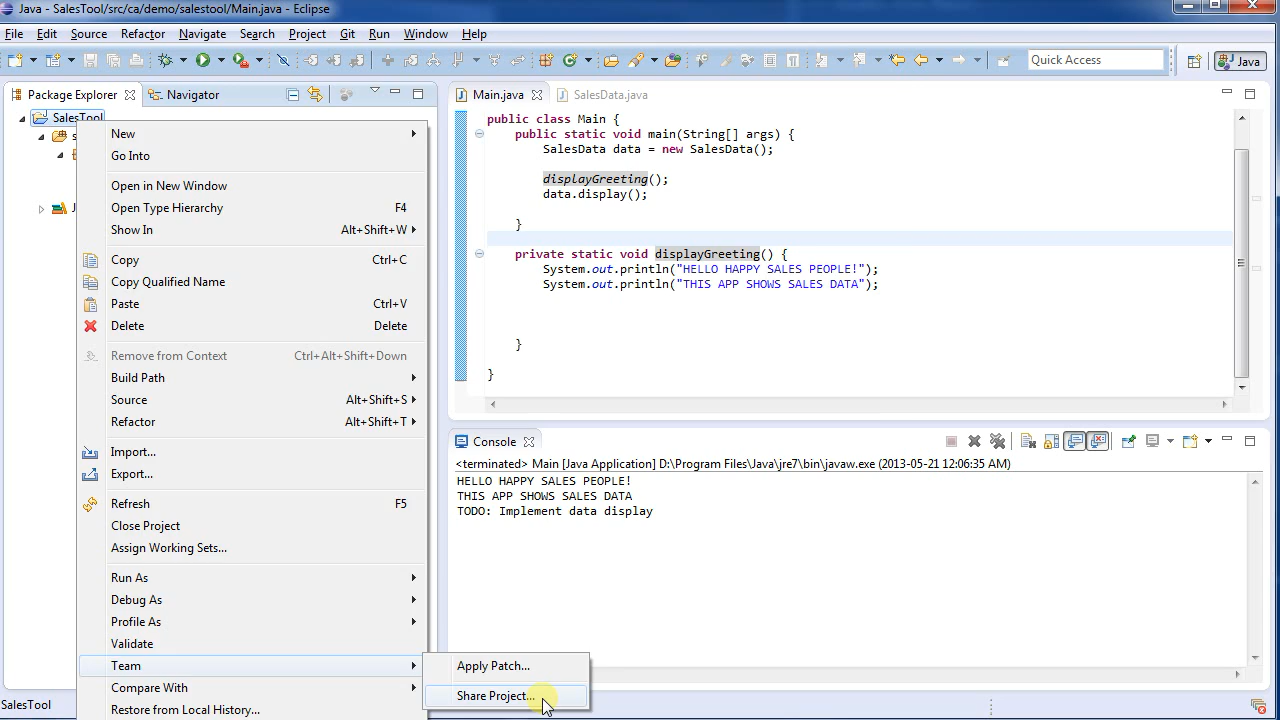 Java - SalesTool/src/ca/demo/salestool/Main.java - Eclipse
File Edit Source Refactor Navigate Search Project Git Run Window Help
Quick Access
Java
Package Explorer
Navigator
SalesTool
New
Go Into
Open in New Window
Open Type Hierarchy F4
Show In Alt+Shift+W
Copy Ctrl+C
Copy Qualified Name
Paste Ctrl+V
Delete Delete
Remove from Context Ctrl+Alt+Shift+Down
Build Path
Source Alt+Shift+S
Refactor Alt+Shift+T
Import...
Export...
Refresh F5
Close Project
Assign Working Sets...
Run As
Debug As
Profile As
Validate
Team
Compare With
Restore from Local History...
Apply Patch...
Share Project...
Main.java
SalesData.java
public class Main {
public static void main(String[] args) {
SalesData data = new SalesData();
displayGreeting();
data.display();
}
private static void displayGreeting() {
System.out.println("HELLO HAPPY SALES PEOPLE!");
System.out.println("THIS APP SHOWS SALES DATA");
}
}
Console
<terminated> Main [Java Application] D:\Program Files\Java\jre7\bin\javaw.exe (2013-05-21 12:06:35 AM)
HELLO HAPPY SALES PEOPLE!
THIS APP SHOWS SALES DATA
TODO: Implement data display
SalesTool